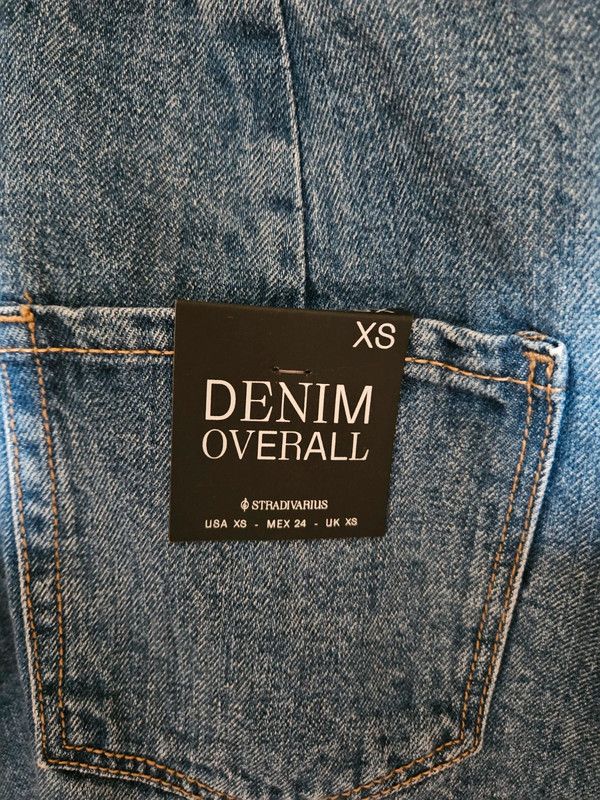 XS
DENIM
OVERALL
STRADIVARIUS
USA XS - MEX 24 - UK XS